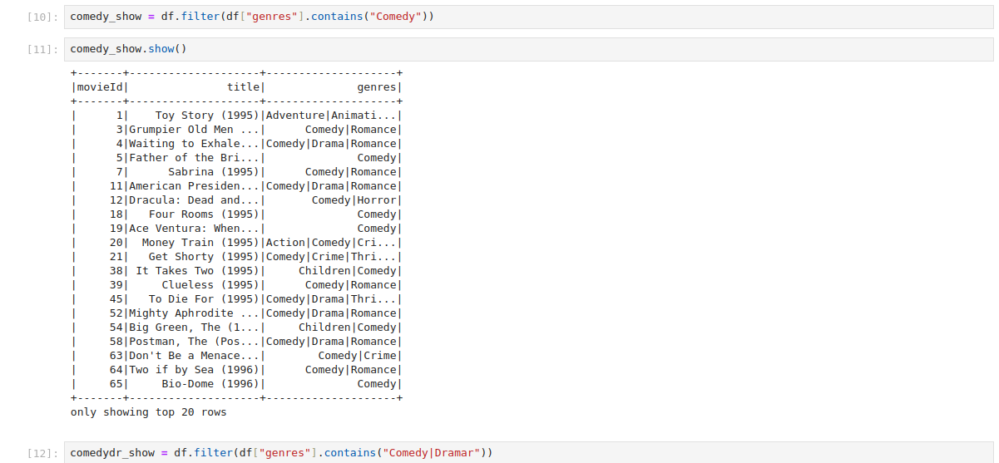 [10]: comedy_show = df.filter(df["genres"].contains("Comedy"))
[11]: comedy_show.show()
+-------+--------------------+--------------------+
|movieId|               title|              genres|
+-------+--------------------+--------------------+
|      1|    Toy Story (1995)|Adventure|Animati...|
|      3|Grumpier Old Men ...|      Comedy|Romance|
|      4|Waiting to Exhale...|Comedy|Drama|Romance|
|      5|Father of the Bri...|              Comedy|
|      7|      Sabrina (1995)|      Comedy|Romance|
|     11|American Presiden...|Comedy|Drama|Romance|
|     12|Dracula: Dead and...|       Comedy|Horror|
|     18|   Four Rooms (1995)|              Comedy|
|     19|Ace Ventura: When...|              Comedy|
|     20|  Money Train (1995)|Action|Comedy|Cri...|
|     21|   Get Shorty (1995)|Comedy|Crime|Thri...|
|     38| It Takes Two (1995)|     Children|Comedy|
|     39|     Clueless (1995)|      Comedy|Romance|
|     45|   To Die For (1995)|Comedy|Drama|Thri...|
|     52|Mighty Aphrodite ...|Comedy|Drama|Romance|
|     54|Big Green, The (1...|     Children|Comedy|
|     58|Postman, The (Pos...|Comedy|Drama|Romance|
|     63|Don't Be a Menace...|        Comedy|Crime|
|     64|Two if by Sea (1996)|      Comedy|Romance|
|     65|     Bio-Dome (1996)|              Comedy|
+-------+--------------------+--------------------+
only showing top 20 rows
[12]: comedydr_show = df.filter(df["genres"].contains("Comedy|Dramar"))